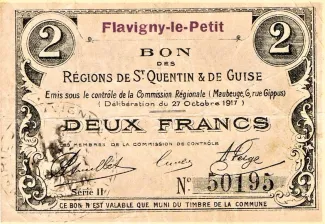 2 Flavigny-le-Petit 2
BON
DES
RÉGIONS DE St QUENTIN & DE GUISE
Emis sous le contrôle de la Commission Régionale (Maubeuge, 6, rue Gippus)
(Délibération du 27 Octobre 1917)
DEUX FRANCS
LES MEMBRES DE LA COMMISSION DE CONTRÔLE
Série II
No 50195
CE BON N'EST VALABLE QUE MUNI DU TIMBRE DE LA COMMUNE